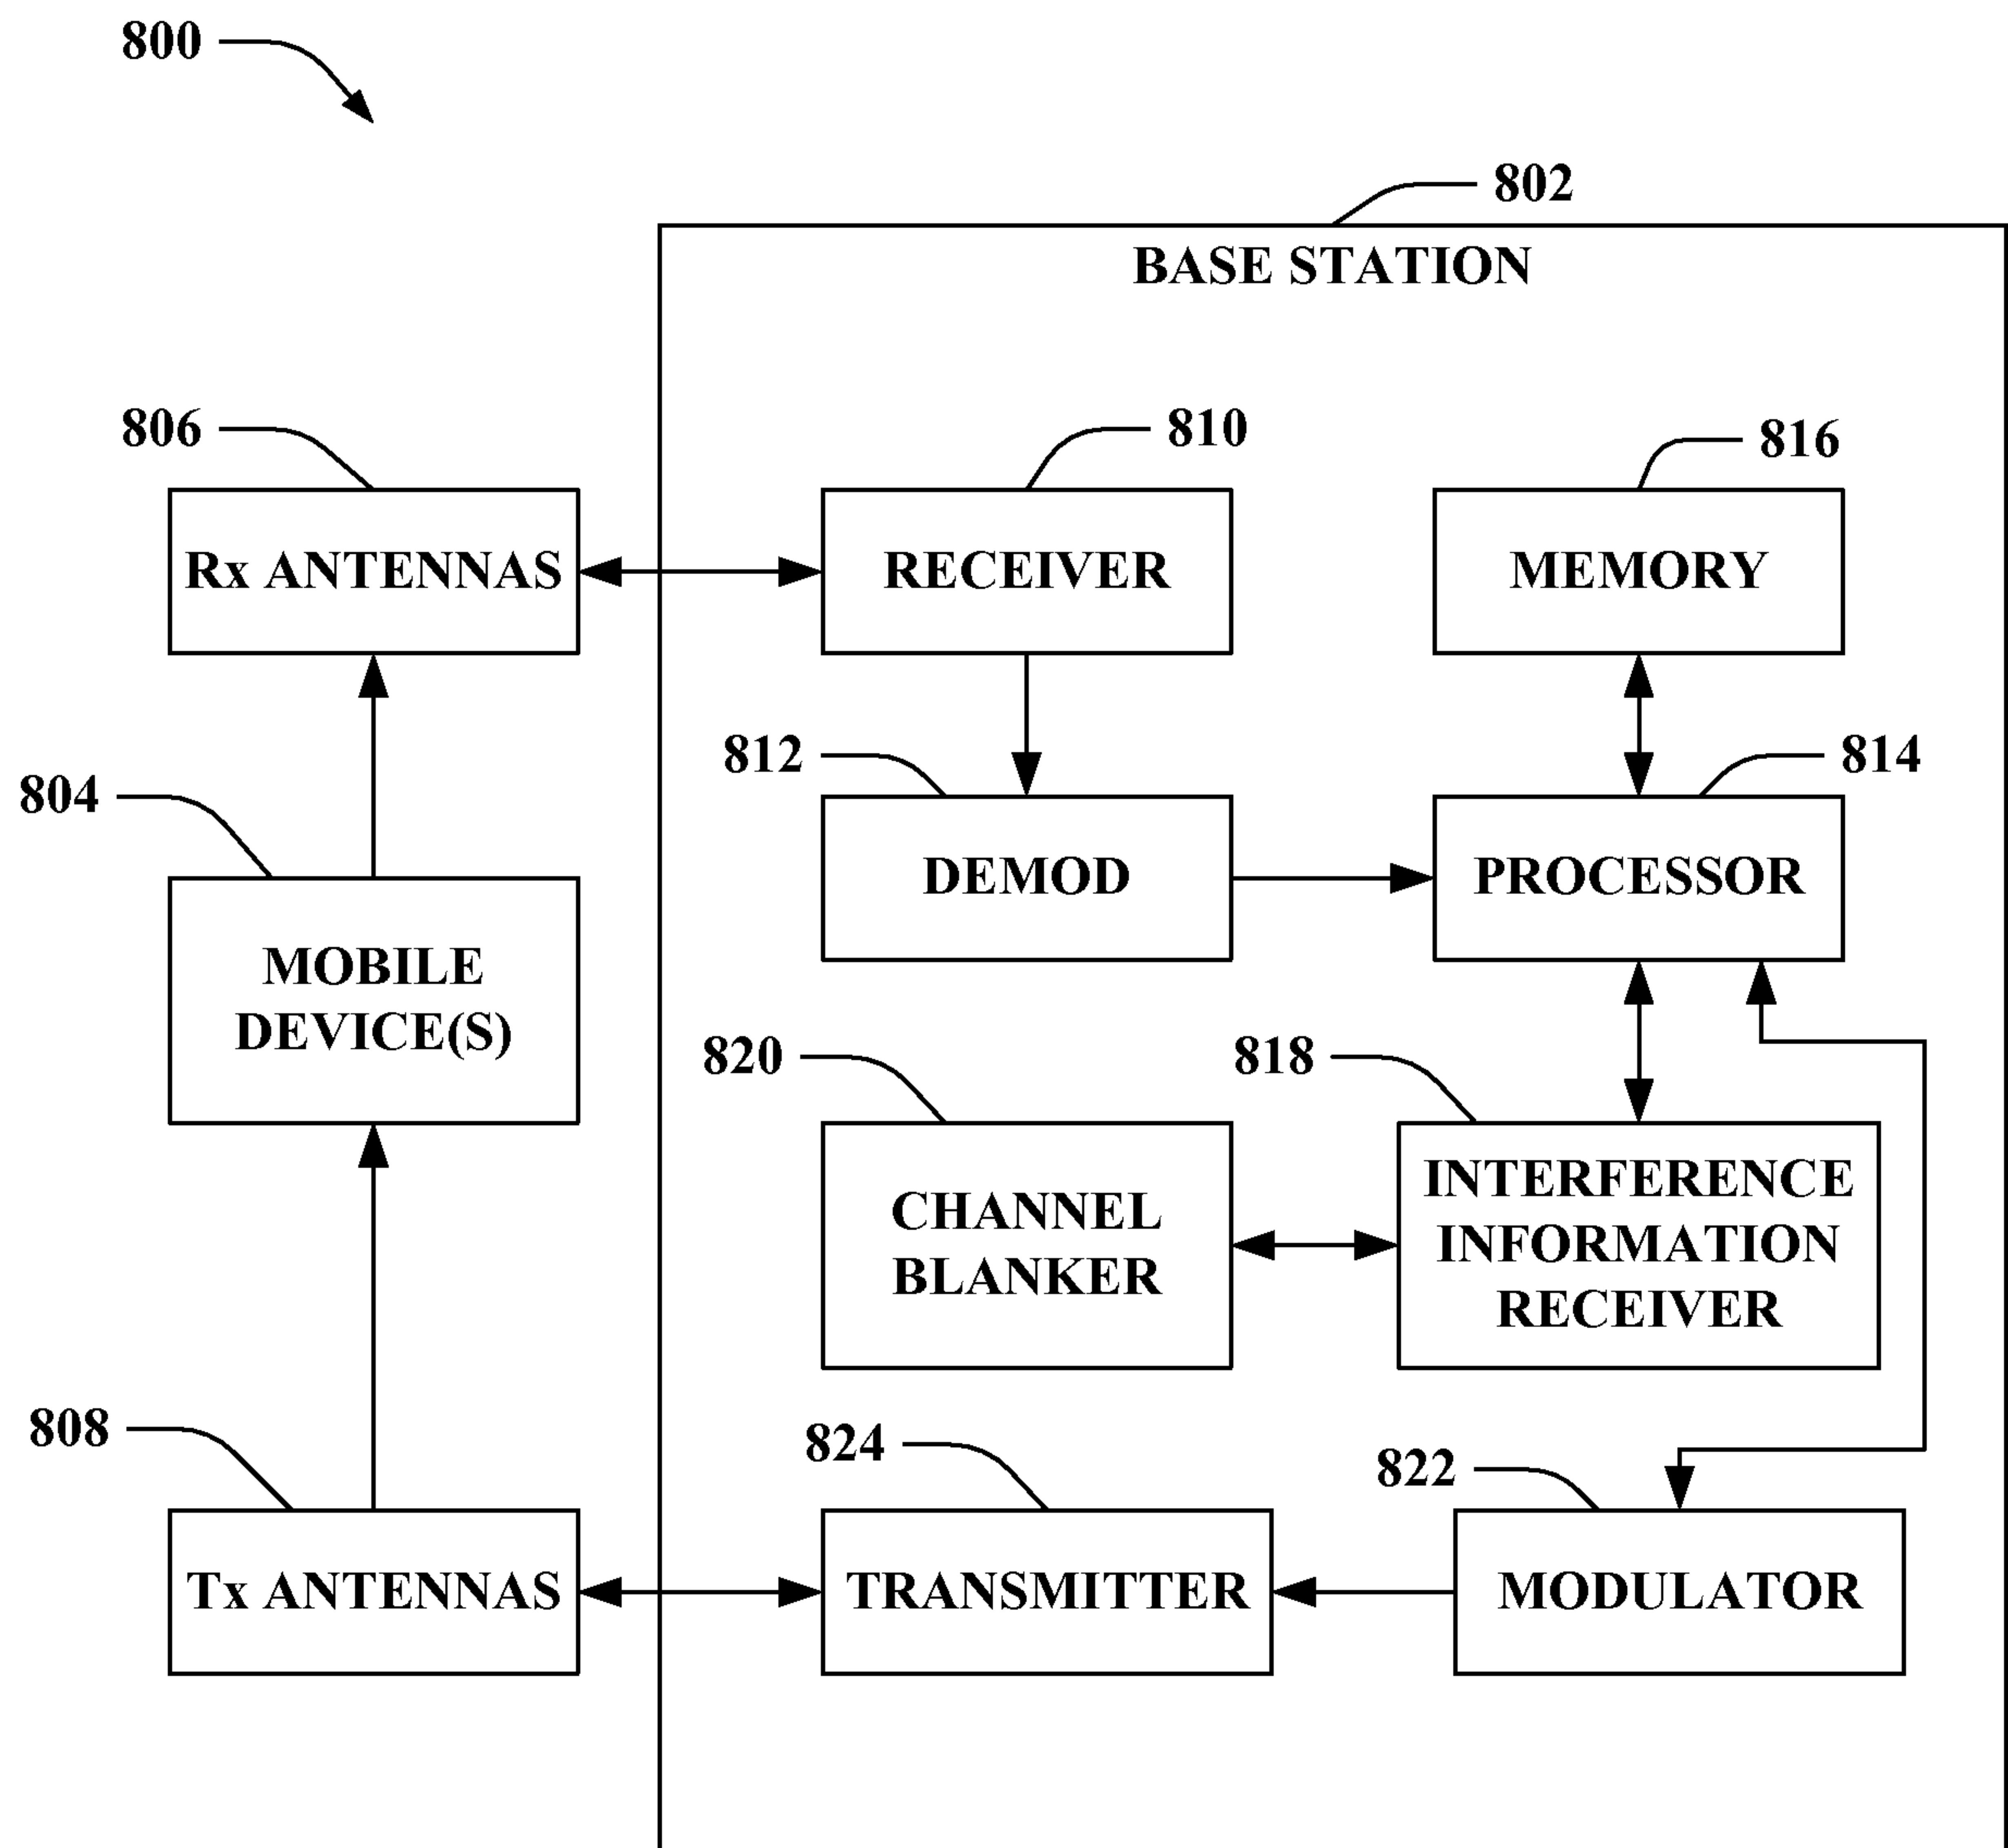 800
802
BASE STATION
806
810
816
Rx ANTENNAS
RECEIVER
MEMORY
812
814
804
DEMOD
PROCESSOR
MOBILE
DEVICE(S)
820
818
CHANNEL
BLANKER
INTERFERENCE
INFORMATION
RECEIVER
808
824
822
Tx ANTENNAS
TRANSMITTER
MODULATOR